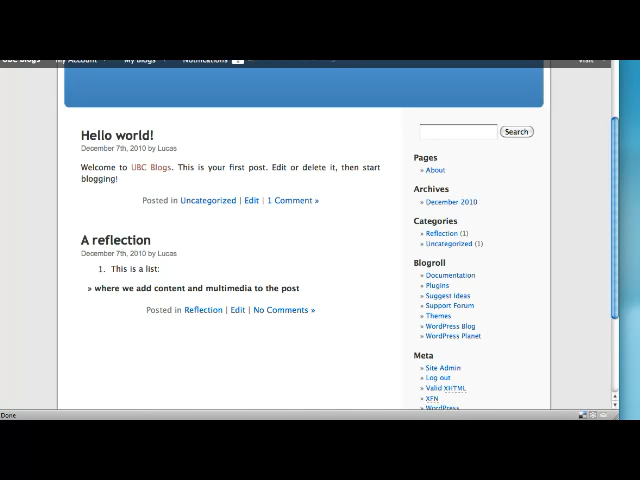 UBC Blogs My Account My Blogs Notifications Visit
Hello world!
December 7th, 2010 by Lucas
Welcome to UBC Blogs. This is your first post. Edit or delete it, then start
blogging!
Posted in Uncategorized | Edit | 1 Comment »
A reflection
December 7th, 2010 by Lucas
1. This is a list:
» where we add content and multimedia to the post
Posted in Reflection | Edit | No Comments »
Search
Pages
» About
Archives
» December 2010
Categories
» Reflection (1)
» Uncategorized (1)
Blogroll
» Documentation
» Plugins
» Suggest Ideas
» Support Forum
» Themes
» WordPress Blog
» WordPress Planet
Meta
» Site Admin
» Log out
» Valid XHTML
» XFN
» WordPress
Done